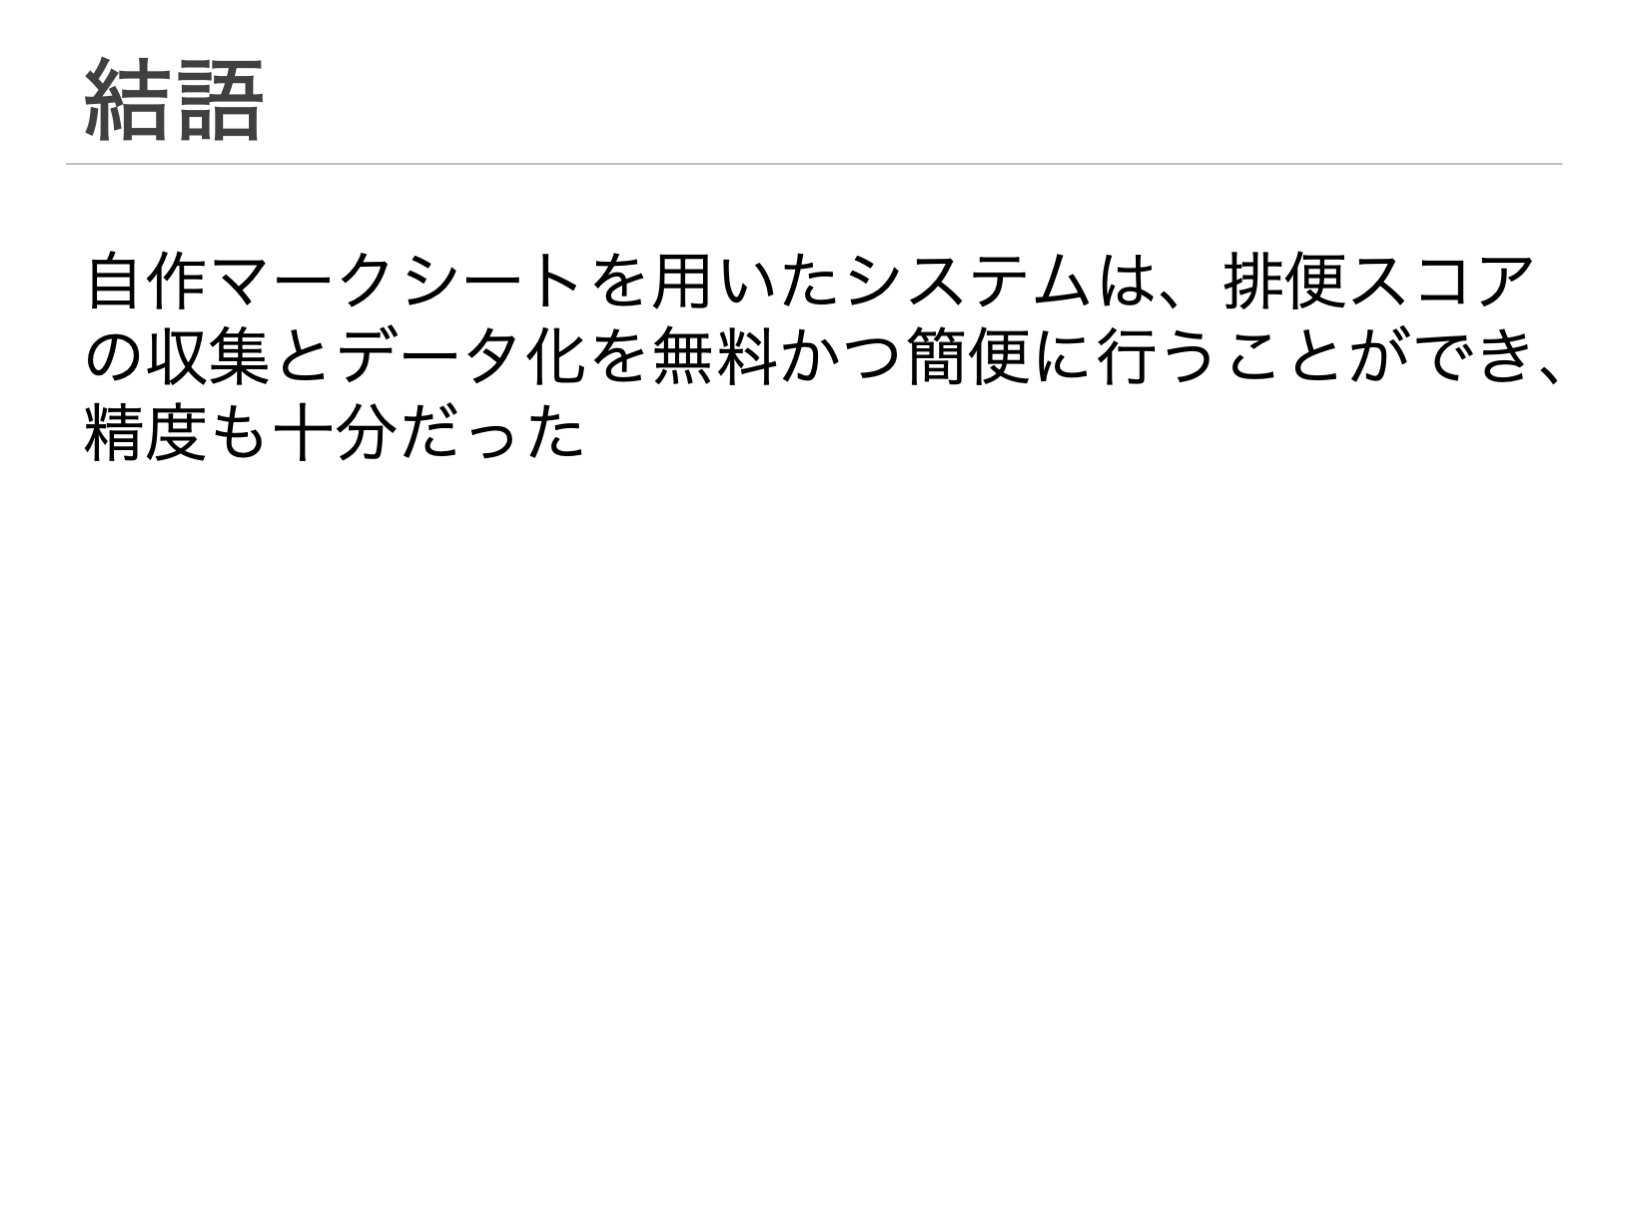 結語
自作マークシートを用いたシステムは、排便スコア
の収集とデータ化を無料かつ簡便に行うことができ、
精度も十分だった